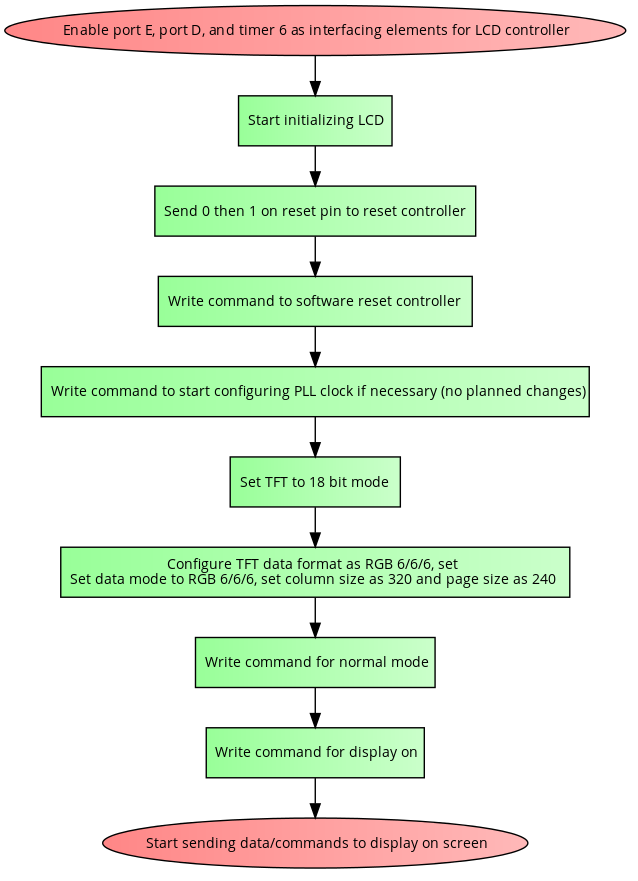 Enable port E, port D, and timer 6 as interfacing elements for LCD controller
Start initializing LCD
Send 0 then 1 on reset pin to reset controller
Write command to software reset controller
Write command to start configuring PLL clock if necessary (no planned changes)
Set TFT to 18 bit mode
Configure TFT data format as RGB 6/6/6, set
Set data mode to RGB 6/6/6, set column size as 320 and page size as 240
Write command for normal mode
Write command for display on
Start sending data/commands to display on screen